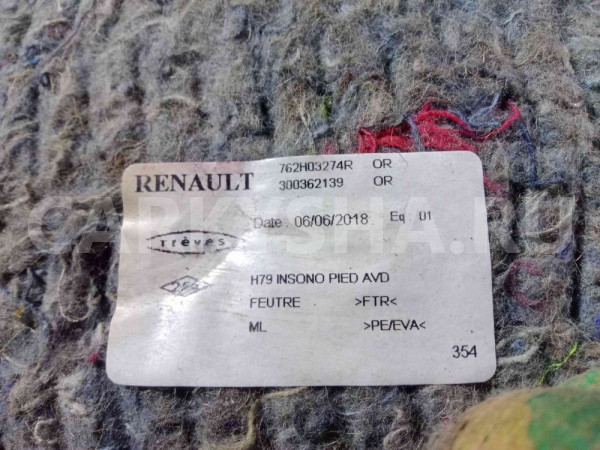 762H03274R OR
RENAULT 300362139 OR
Date : 06/06/2018 Eq 01
trèves
H79 INSONO PIED AVD
FEUTRE >FTR<
ML >PE/EVA<
354
CARKYSHA.RU